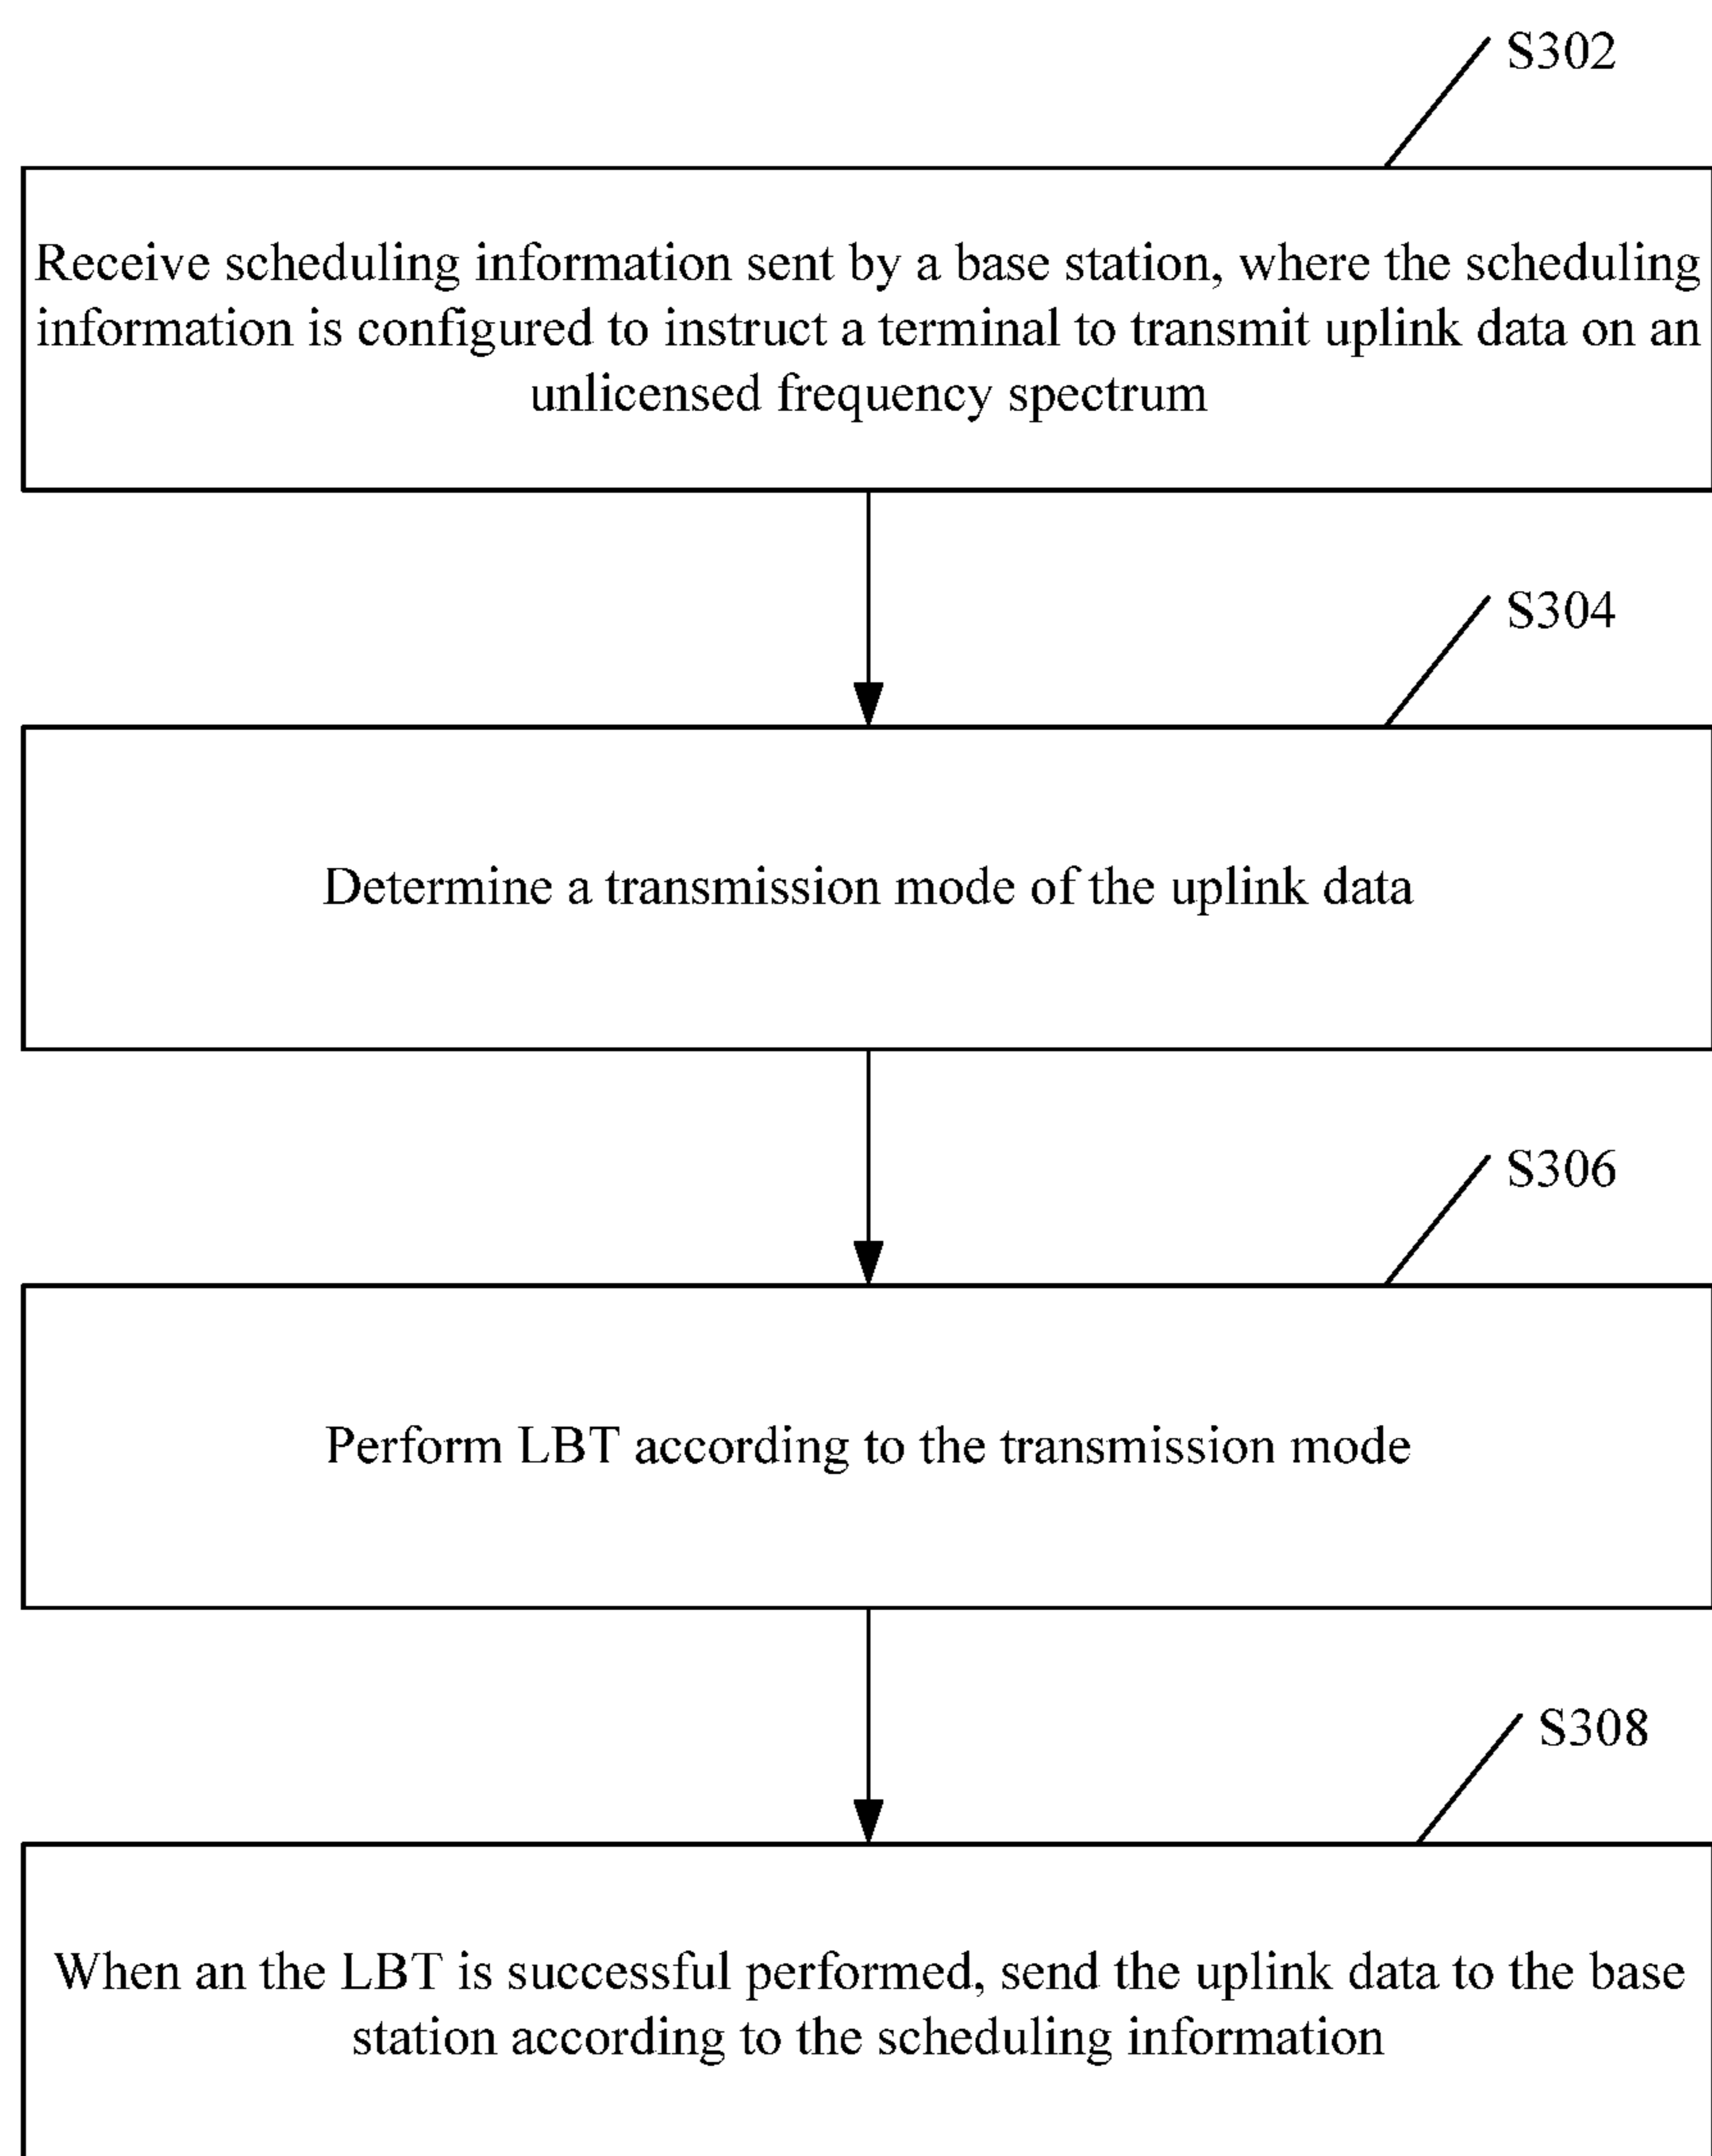 S302
Receive scheduling information sent by a base station, where the scheduling
information is configured to instruct a terminal to transmit uplink data on an
unlicensed frequency spectrum
S304
Determine a transmission mode of the uplink data
S306
Perform LBT according to the transmission mode
S308
When an the LBT is successful performed, send the uplink data to the base
station according to the scheduling information